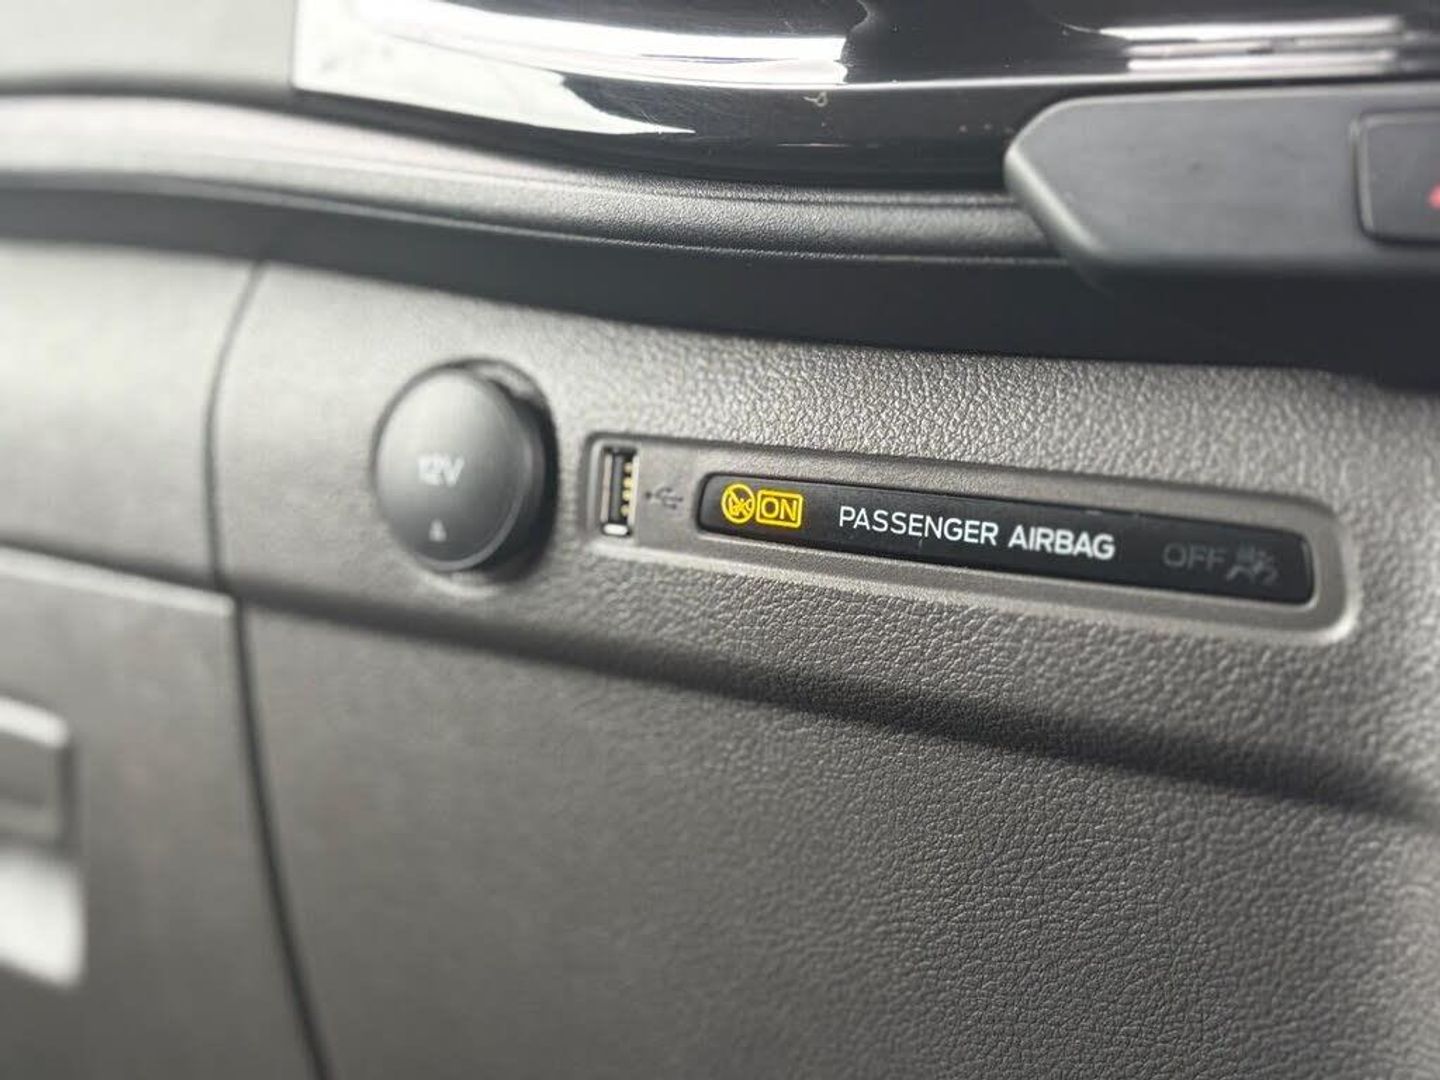 12V
ON PASSENGER AIRBAG OFF